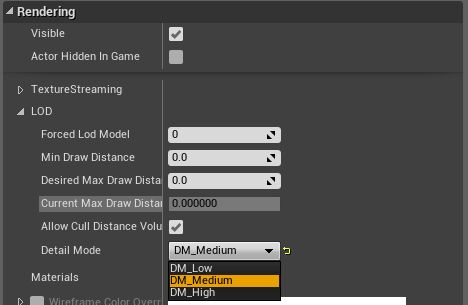 Rendering
Visible
Actor Hidden In Game
TextureStreaming
LOD
Forced Lod Model 0
Min Draw Distance 0.0
Desired Max Draw Dista 0.0
Current Max Draw Dista 0.000000
Allow Cull Distance Volu
Detail Mode DM_Medium
DM_Low
DM_Medium
Materials
DM_High
Wireframe Color Overr